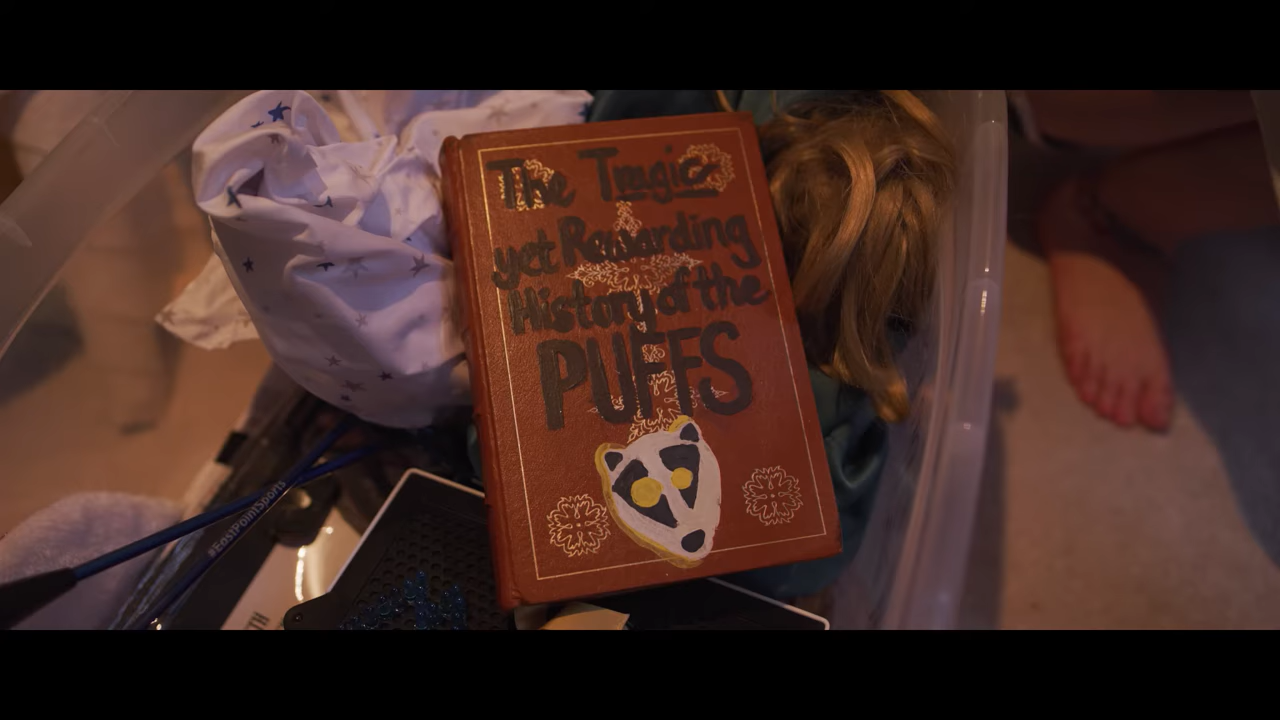 The Tragic
yet Rewarding
History of the
PUFFS
#EastPointSports